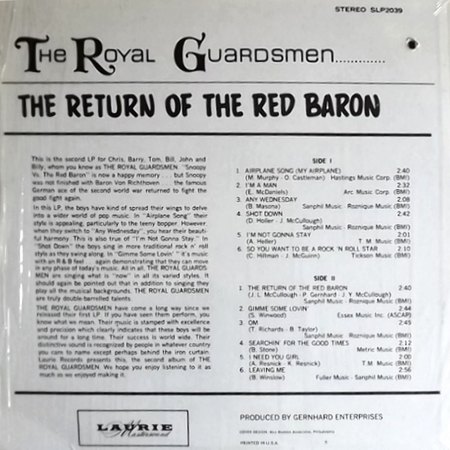 STEREO SLP2039
THE ROYAL GUARDSMEN............
THE RETURN OF THE RED BARON
This is the second LP for Chris, Barry, Tom, Bill, John and
Billy, whom you know as THE ROYAL GUARDSMEN. "Snoopy
Vs. The Red Baron" is now a happy memory . . . but Snoopy
was not finished with Baron Von Richthoven . . . the famous
German ace of the second world war returned to fight the
good fight again.
In this LP, the boys have kind of spread their wings to delve
into a wider world of pop music. In "Airplane Song" their
style is appealing, particularly to the teeny bopper. However
when they switch to "Any Wednesday", you hear their beauti-
ful harmony. This is also true of "I'm Not Gonna Stay." In
"Shot Down" the boys sing in more traditional rock n' roll
style as they swing along. In "Gimme Some Lovin'" it's music
with an R & B feel . . . again demonstrating that they can move
in any phase of today's music. All in all, THE ROYAL GUARDS-
MEN are singing what is "now" in all its varied styles. It
should again be pointed out that in addition to singing they
play all the musical backgrounds. THE ROYAL GUARDSMEN
are truly double barrelled talents.
THE ROYAL GUARDSMEN have come a long way since we
released their first LP. If you have seen them perform, you
know what we mean. Their music is stamped with excellence
and precision which clearly indicates that these boys will be
around for a long time. Their success is world wide. Their
distinctive sound is recognized by people in whatever country
you care to name except perhaps behind the iron curtain.
Laurie Records presents this, the second album of THE
ROYAL GUARDSMEN. We hope you enjoy listening to it as
much as we enjoyed making it.
SIDE I
1. AIRPLANE SONG (MY AIRPLANE) 2:40
(M. Murphy - O. Castleman) Hastings Music Corp. (BMI)
2. I'M A MAN 2:32
(E. McDaniels) Arc Music Corp. (BMI)
3. ANY WEDNESDAY 2:08
(B. Masons) Sanphil Music - Roznique Music (BMI)
4. SHOT DOWN 2:42
(D. Holler - J. McCullough)
Sanphil Music - Roznique Music (BMI)
5. I'M NOT GONNA STAY 2:01
(A. Heller) T. M. Music (BMI)
6. SO YOU WANT TO BE A ROCK 'N ROLL STAR 2:10
(C. Hillman - J. McGuinn) Tickson Music (BMI)
SIDE II
1. THE RETURN OF THE RED BARON 2:40
(J. L. McCullough - P. Gernhard - J. Y. McCullough)
Sanphil Music - Roznique Music (BMI)
2. GIMME SOME LOVIN' 2:44
(S. Winwood) Essex Music Inc. (ASCAP)
3. OM 2:45
(T. Richards - B. Taylor)
Sanphil Music - Roznique Music (BMI)
4. SEARCHIN' FOR THE GOOD TIMES 2:12
(B. Stone) Metric Music (BMI)
5. I NEED YOU GIRL 2:00
(A. Resnick - K. Resnick) T.M. Music (BMI)
6. LEAVING ME 2:56
(B. Winslow) Fuller Music - Sanphil Music (BMI)
LAURIE
PRODUCED BY GERNHARD ENTERPRISES
COVER DESIGN:
PRINTED IN U.S.A.